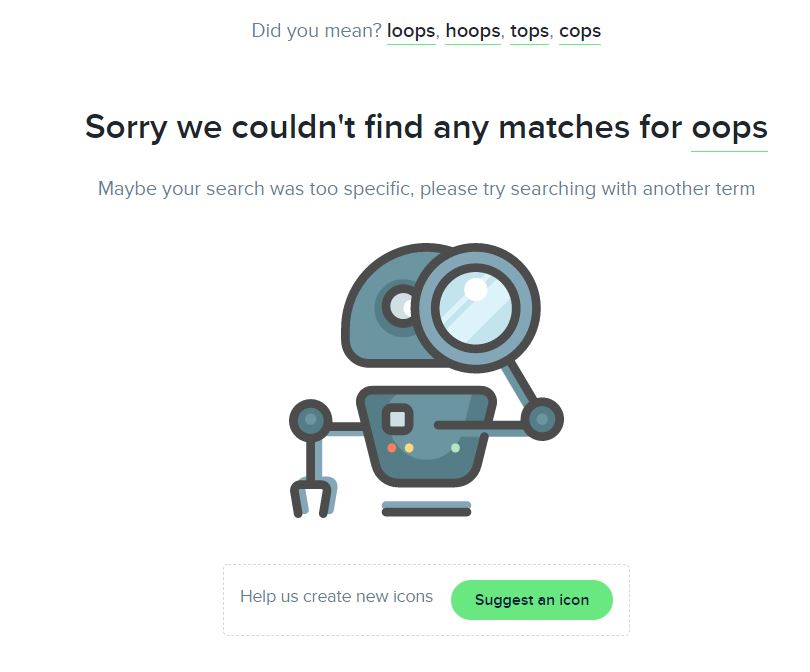 Did you mean? loops, hoops, tops, cops
Sorry we couldn't find any matches for oops
Maybe your search was too specific, please try searching with another term
Help us create new icons
Suggest an icon